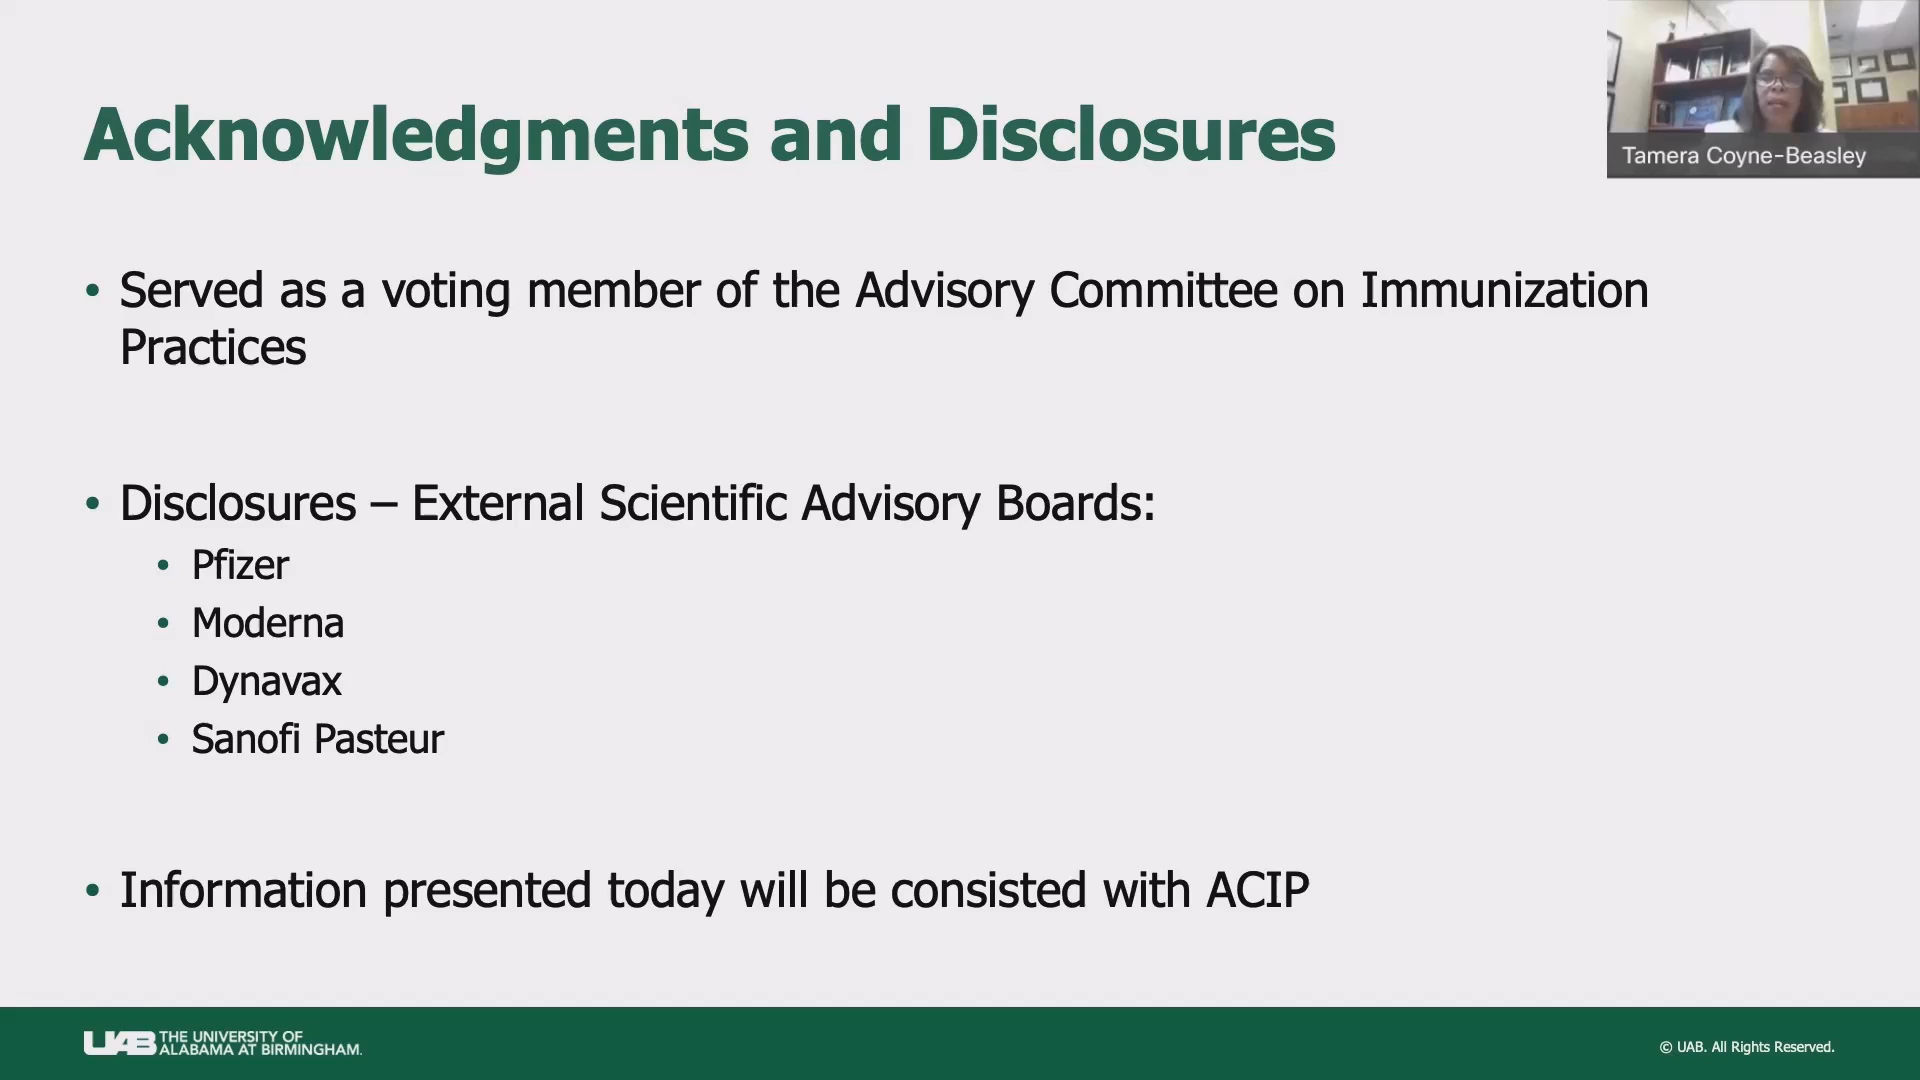 Acknowledgments and Disclosures
Tamera Coyne-Beasley
• Served as a voting member of the Advisory Committee on Immunization
Practices
• Disclosures – External Scientific Advisory Boards:
• Pfizer
• Moderna
• Dynavax
• Sanofi Pasteur
• Information presented today will be consisted with ACIP
UAB THE UNIVERSITY OF
ALABAMA AT BIRMINGHAM.
© UAB. All Rights Reserved.